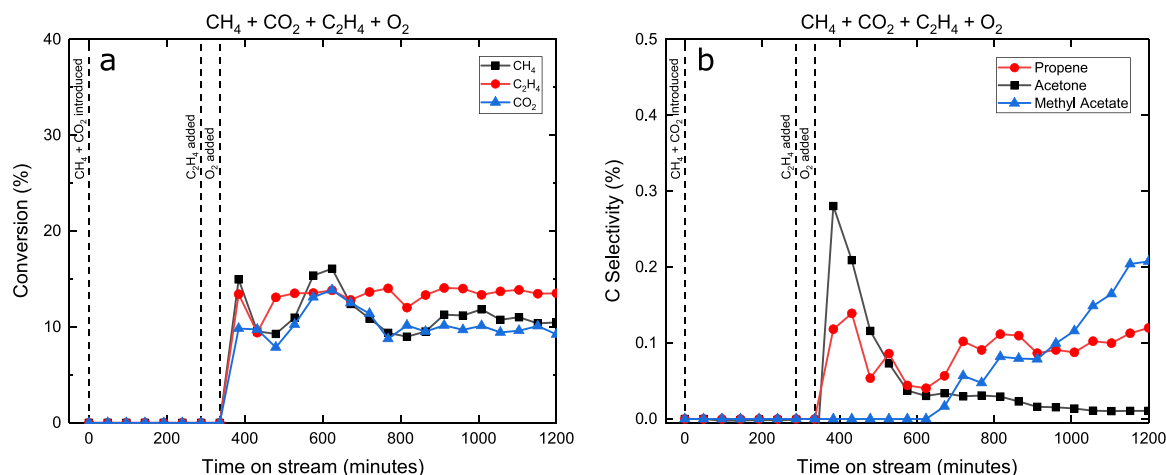 CH₄ + CO₂ + C₂H₄ + O₂
a
CH₄
C₂H₄
CO₂
CH₄ + CO₂ introduced
C₂H₄ added
O₂ added
Conversion (%)
40
30
20
10
0
0
200
400
600
800
1000
1200
Time on stream (minutes)
CH₄ + CO₂ + C₂H₄ + O₂
b
Propene
Acetone
Methyl Acetate
CH₄ + CO₂ introduced
C₂H₄ added
O₂ added
C Selectivity (%)
0.5
0.4
0.3
0.2
0.1
0.0
0
200
400
600
800
1000
1200
Time on stream (minutes)